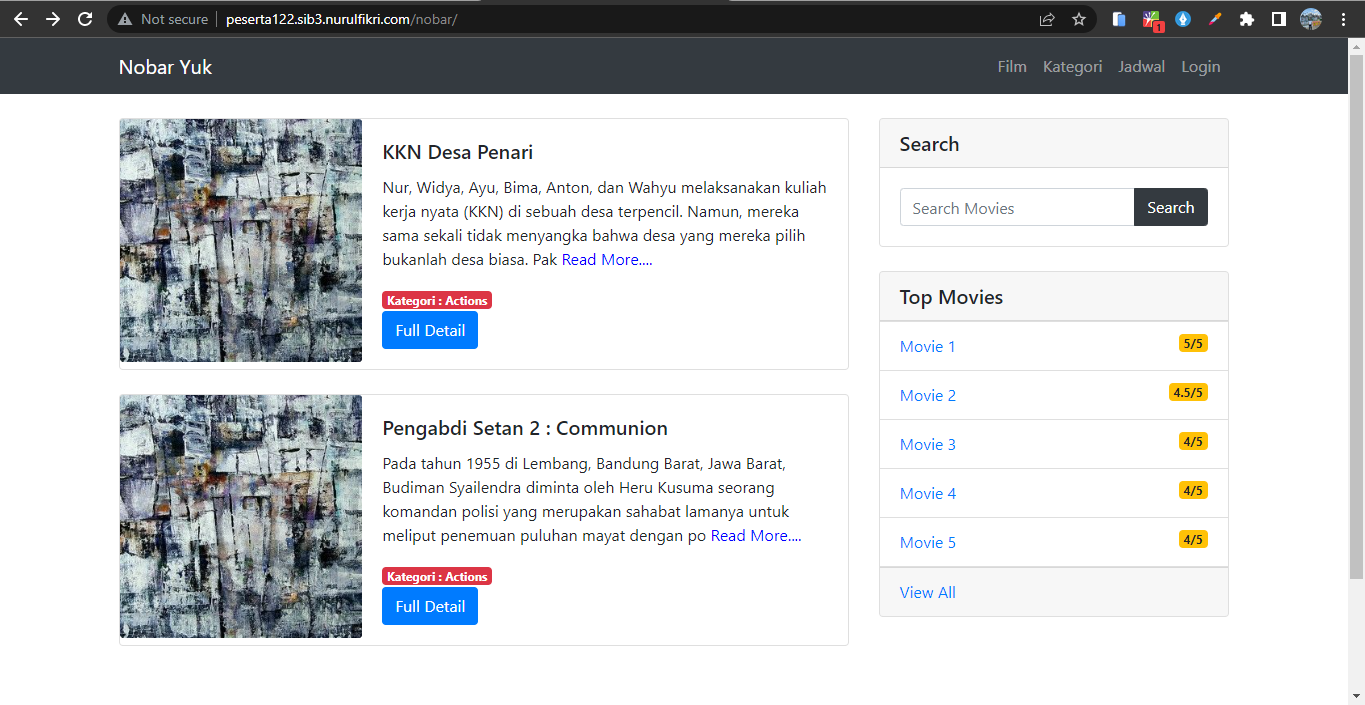 Not secure
peserta122.sib3.nurulfikri.com/nobar/
1
Nobar Yuk
Film
Kategori
Jadwal
Login
KKN Desa Penari
Nur, Widya, Ayu, Bima, Anton, dan Wahyu melaksanakan kuliah
kerja nyata (KKN) di sebuah desa terpencil. Namun, mereka
sama sekali tidak menyangka bahwa desa yang mereka pilih
bukanlah desa biasa. Pak Read More....
Kategori : Actions
Full Detail
Pengabdi Setan 2 : Communion
Pada tahun 1955 di Lembang, Bandung Barat, Jawa Barat,
Budiman Syailendra diminta oleh Heru Kusuma seorang
komandan polisi yang merupakan sahabat lamanya untuk
meliput penemuan puluhan mayat dengan po Read More....
Kategori : Actions
Full Detail
Search
Search Movies
Search
Top Movies
Movie 1 5/5
Movie 2 4.5/5
Movie 3 4/5
Movie 4 4/5
Movie 5 4/5
View All